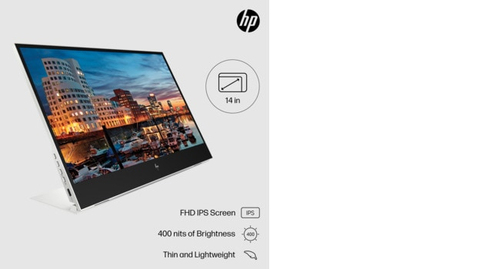 hp
14 in
FHD IPS Screen IPS
400 nits of Brightness 400
Thin and Lightweight